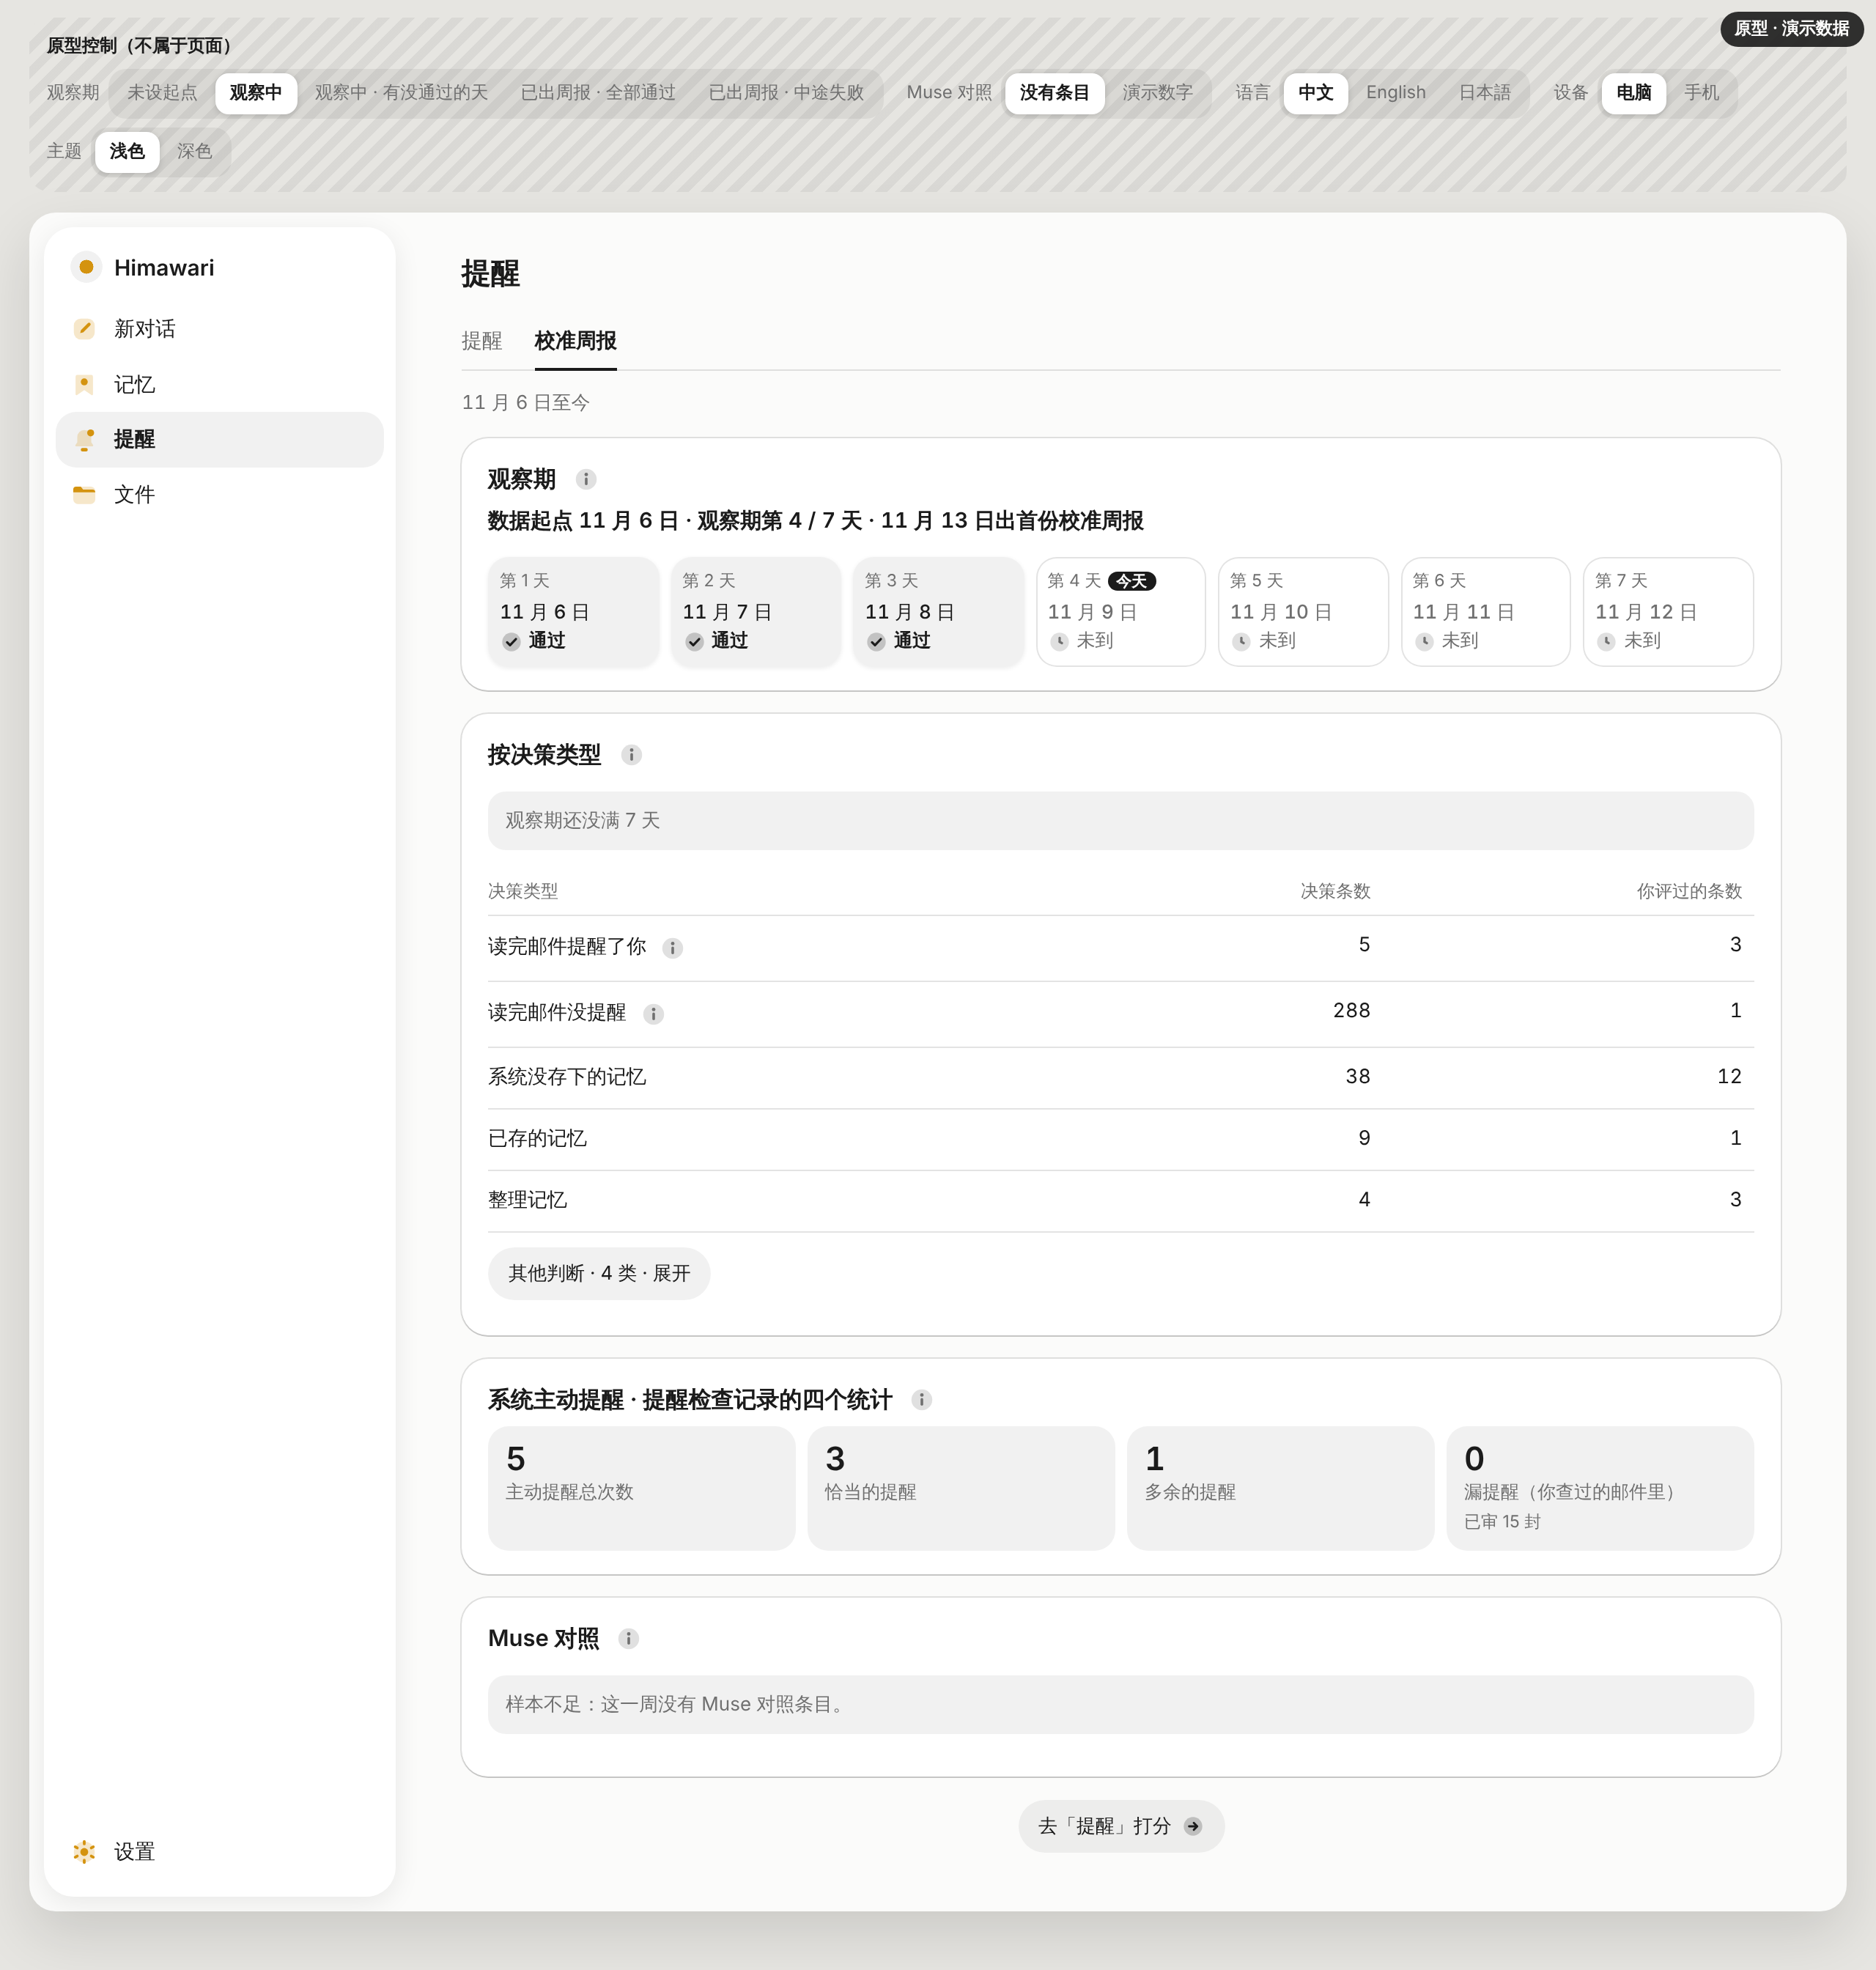 原型 · 演示数据
原型控制（不属于页面）
观察期 未设起点 观察中 观察中 · 有没通过的天 已出周报 · 全部通过 已出周报 · 中途失败 Muse 对照 没有条目 演示数字 语言 中文 English 日本語 设备 电脑 手机
主题 浅色 深色
Himawari
新对话
记忆
提醒
文件
设置
提醒
提醒 校准周报
11 月 6 日至今
观察期
数据起点 11 月 6 日 · 观察期第 4 / 7 天 · 11 月 13 日出首份校准周报
第 1 天
11 月 6 日
通过
第 2 天
11 月 7 日
通过
第 3 天
11 月 8 日
通过
第 4 天 今天
11 月 9 日
未到
第 5 天
11 月 10 日
未到
第 6 天
11 月 11 日
未到
第 7 天
11 月 12 日
未到
按决策类型
观察期还没满 7 天
决策类型 决策条数 你评过的条数
读完邮件提醒了你 5 3
读完邮件没提醒 288 1
系统没存下的记忆 38 12
已存的记忆 9 1
整理记忆 4 3
其他判断 · 4 类 · 展开
系统主动提醒 · 提醒检查记录的四个统计
5
主动提醒总次数
3
恰当的提醒
1
多余的提醒
0
漏提醒（你查过的邮件里）
已审 15 封
Muse 对照
样本不足：这一周没有 Muse 对照条目。
去「提醒」打分